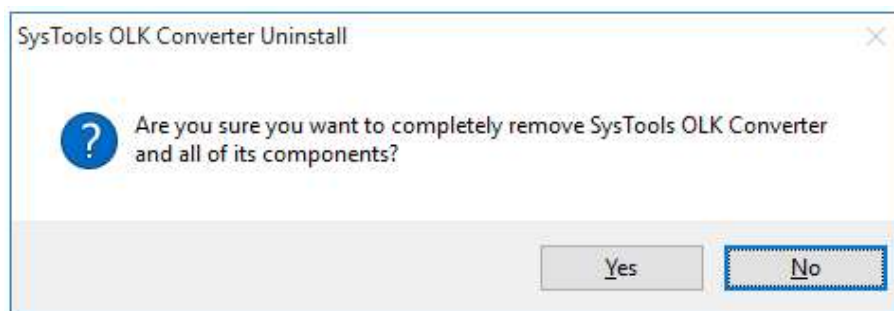 SysTools OLK Converter Uninstall
Are you sure you want to completely remove SysTools OLK Converter
and all of its components?
Yes
No